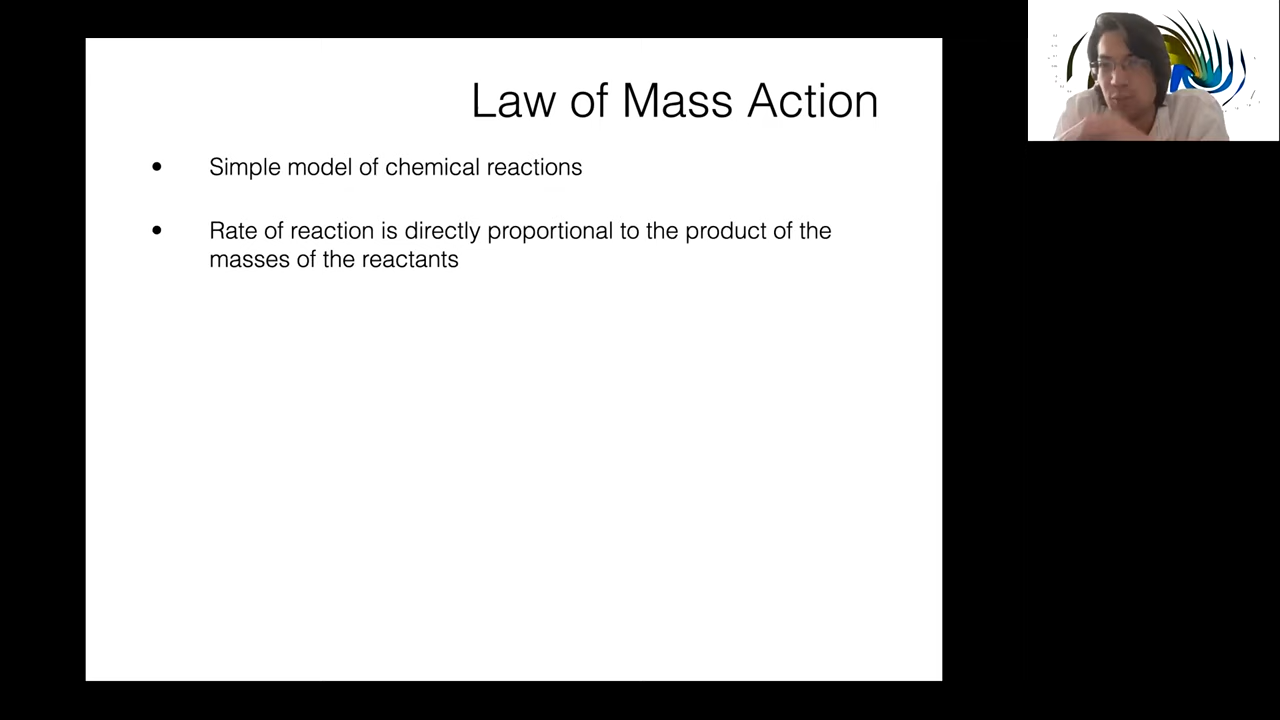 Law of Mass Action
• Simple model of chemical reactions
• Rate of reaction is directly proportional to the product of the
masses of the reactants